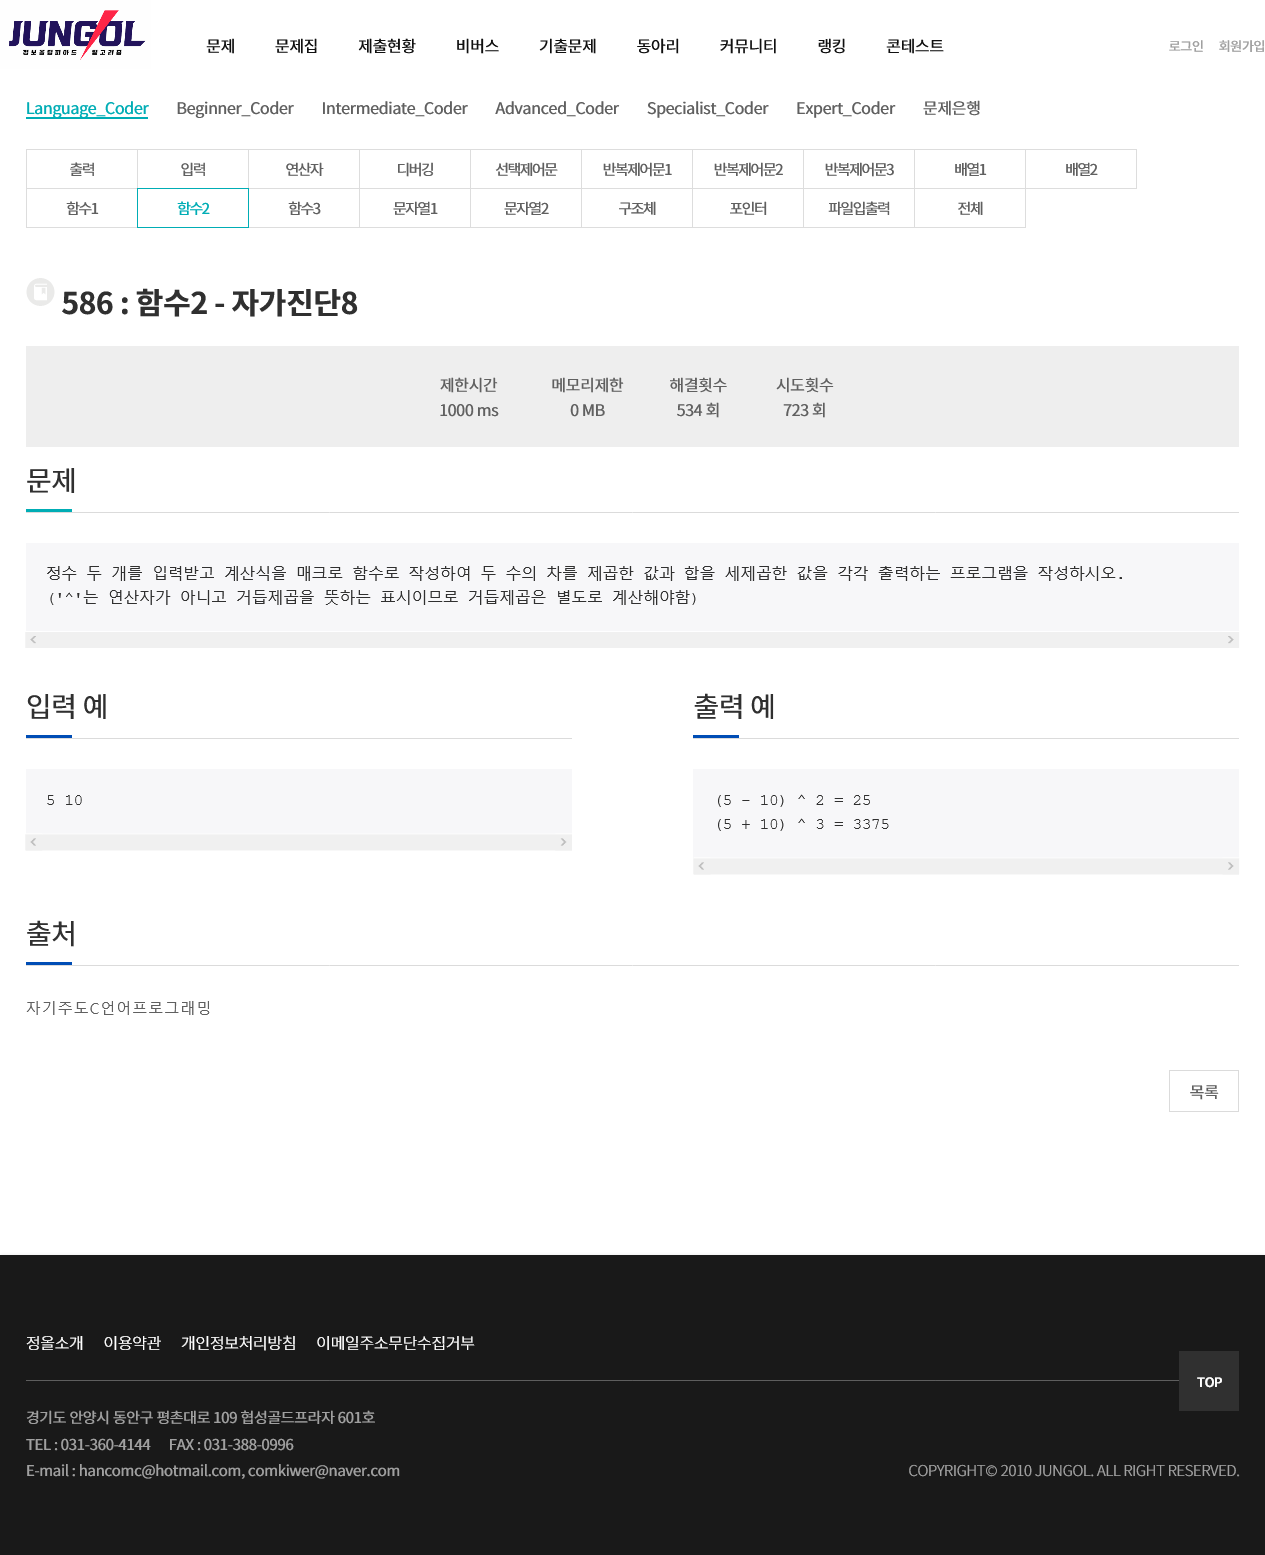 JUNGOL
정보올림피아드 알고리즘
문제 문제집 제출현황 비버스 기출문제 동아리 커뮤니티 랭킹 콘테스트 로그인 회원가입
Language_Coder Beginner_Coder Intermediate_Coder Advanced_Coder Specialist_Coder Expert_Coder 문제은행
출력 입력 연산자 디버깅 선택제어문 반복제어문1 반복제어문2 반복제어문3 배열1 배열2
함수1 함수2 함수3 문자열1 문자열2 구조체 포인터 파일입출력 전체
586 : 함수2 - 자가진단8
제한시간 메모리제한 해결횟수 시도횟수
1000 ms 0 MB 534 회 723 회
문제
정수 두 개를 입력받고 계산식을 매크로 함수로 작성하여 두 수의 차를 제곱한 값과 합을 세제곱한 값을 각각 출력하는 프로그램을 작성하시오.
('^'는 연산자가 아니고 거듭제곱을 뜻하는 표시이므로 거듭제곱은 별도로 계산해야함)
입력 예
5 10
출력 예
(5 - 10) ^ 2 = 25
(5 + 10) ^ 3 = 3375
출처
자기주도C언어프로그래밍
목록
정올소개 이용약관 개인정보처리방침 이메일주소무단수집거부
TOP
경기도 안양시 동안구 평촌대로 109 협성골드프라자 601호
TEL : 031-360-4144 FAX : 031-388-0996
E-mail : hancomc@hotmail.com, comkiwer@naver.com
COPYRIGHT© 2010 JUNGOL. ALL RIGHT RESERVED.